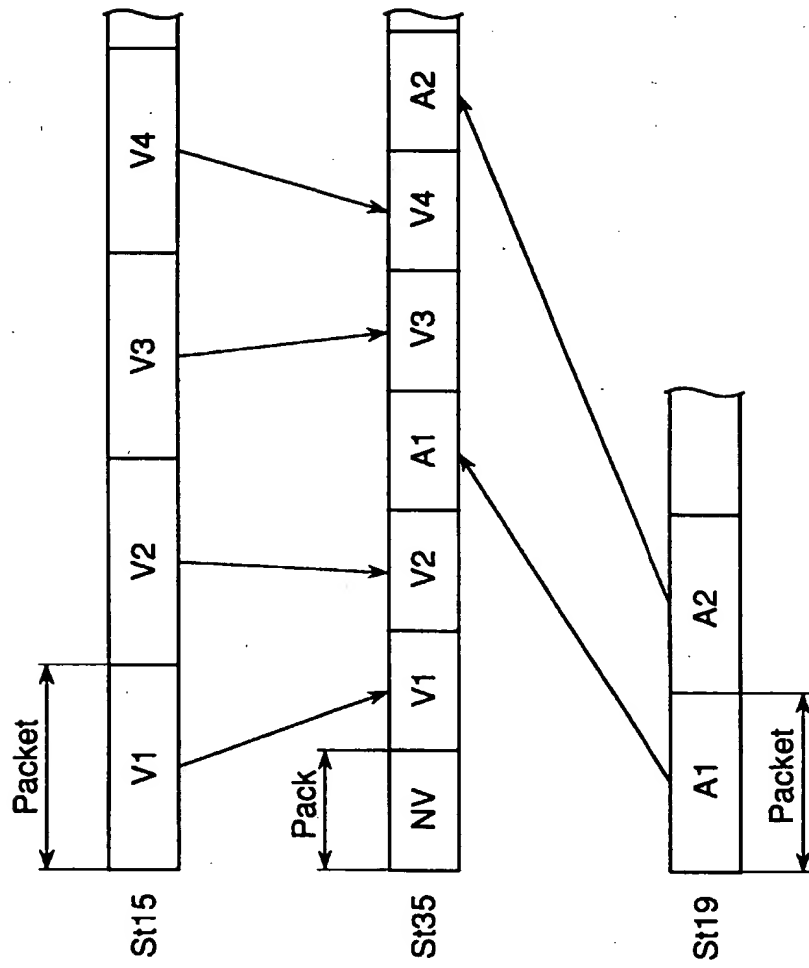 Packet
St15 V1 V2 V3 V4
Pack
St35 NV V1 V2 A1 V3 V4 A2
St19 A1 A2
Packet